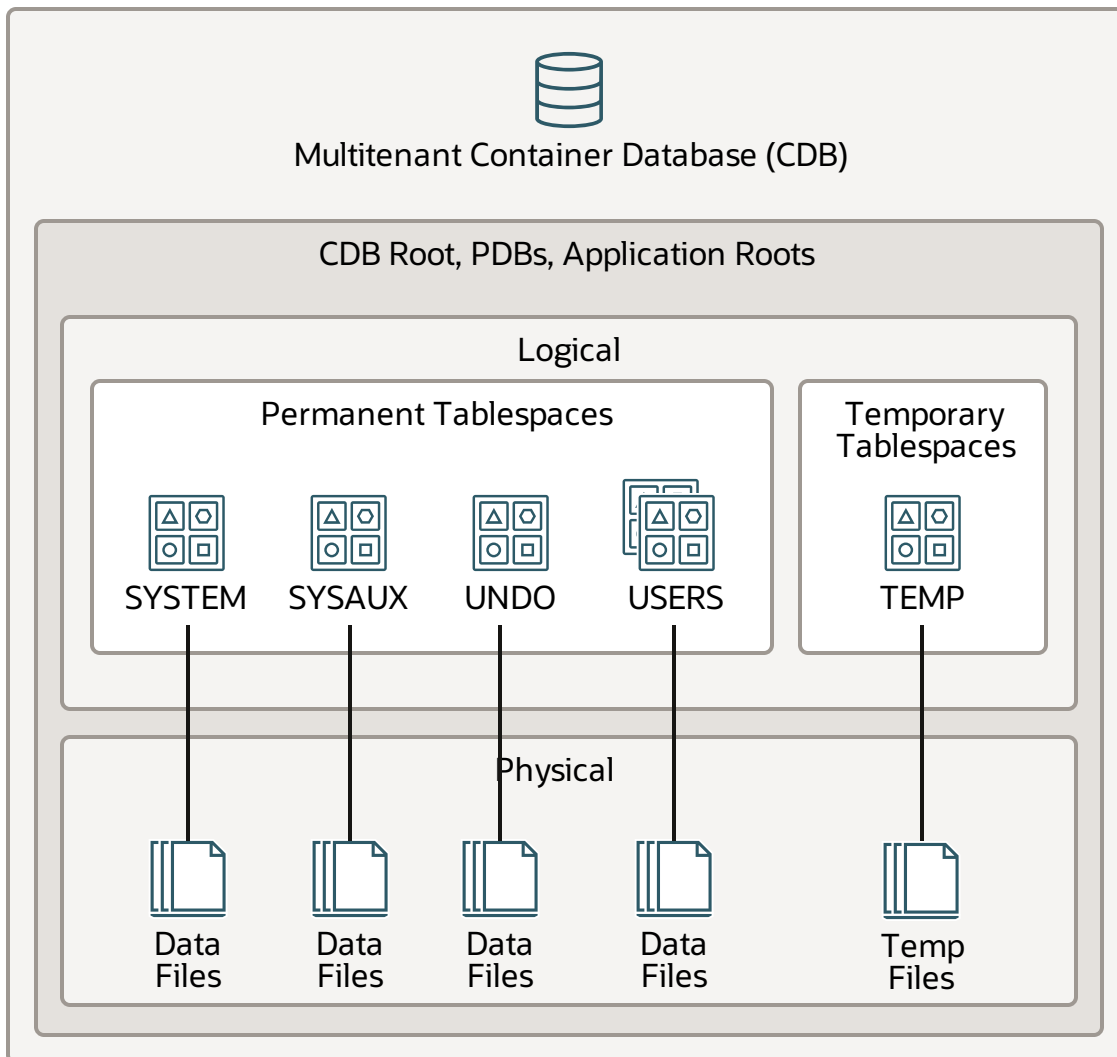 Multitenant Container Database (CDB)
CDB Root, PDBs, Application Roots
Logical
Permanent Tablespaces
Temporary
Tablespaces
SYSTEM
SYSAUX
UNDO
USERS
TEMP
Physical
Data
Files
Data
Files
Data
Files
Data
Files
Temp
Files